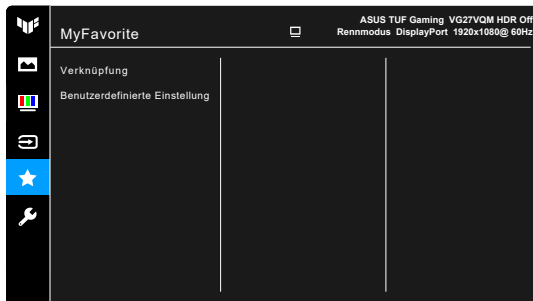 MyFavorite
ASUS TUF Gaming VG27VQM HDR Off
Rennmodus DisplayPort 1920x1080@ 60Hz
Verknüpfung
Benutzerdefinierte Einstellung